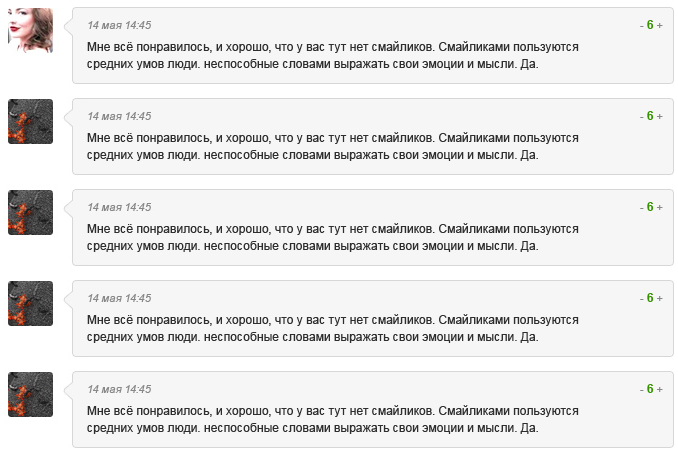 14 мая 14:45 - 6 +
Мне всё понравилось, и хорошо, что у вас тут нет смайликов. Смайликами пользуются
средних умов люди. неспособные словами выражать свои эмоции и мысли. Да.
14 мая 14:45 - 6 +
Мне всё понравилось, и хорошо, что у вас тут нет смайликов. Смайликами пользуются
средних умов люди. неспособные словами выражать свои эмоции и мысли. Да.
14 мая 14:45 - 6 +
Мне всё понравилось, и хорошо, что у вас тут нет смайликов. Смайликами пользуются
средних умов люди. неспособные словами выражать свои эмоции и мысли. Да.
14 мая 14:45 - 6 +
Мне всё понравилось, и хорошо, что у вас тут нет смайликов. Смайликами пользуются
средних умов люди. неспособные словами выражать свои эмоции и мысли. Да.
14 мая 14:45 - 6 +
Мне всё понравилось, и хорошо, что у вас тут нет смайликов. Смайликами пользуются
средних умов люди. неспособные словами выражать свои эмоции и мысли. Да.